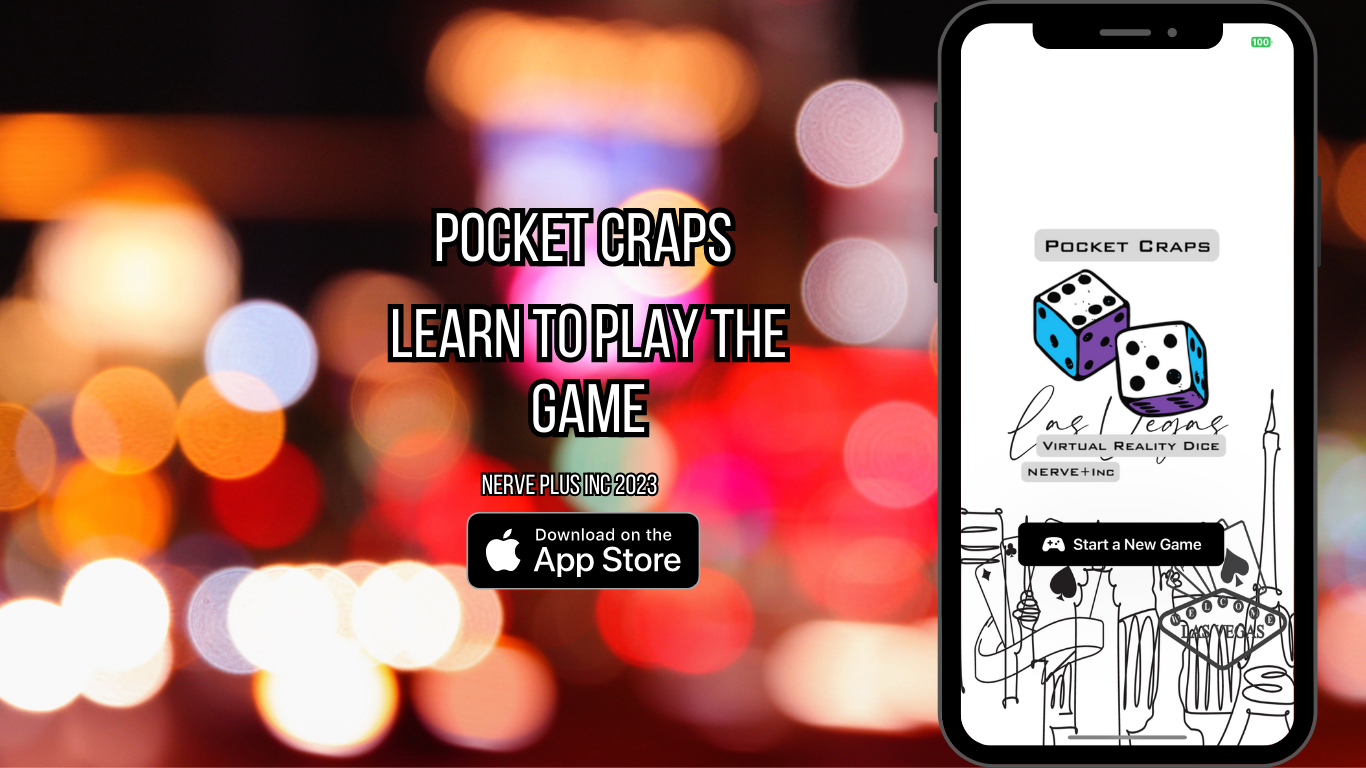 POCKET CRAPS
LEARN TO PLAY THE
GAME
NERVE PLUS INC 2023
Download on the
App Store
100
Pocket Craps
Las Vegas
Virtual Reality Dice
NERVE+Inc
Start a New Game
WELCOME
LAS VEGAS